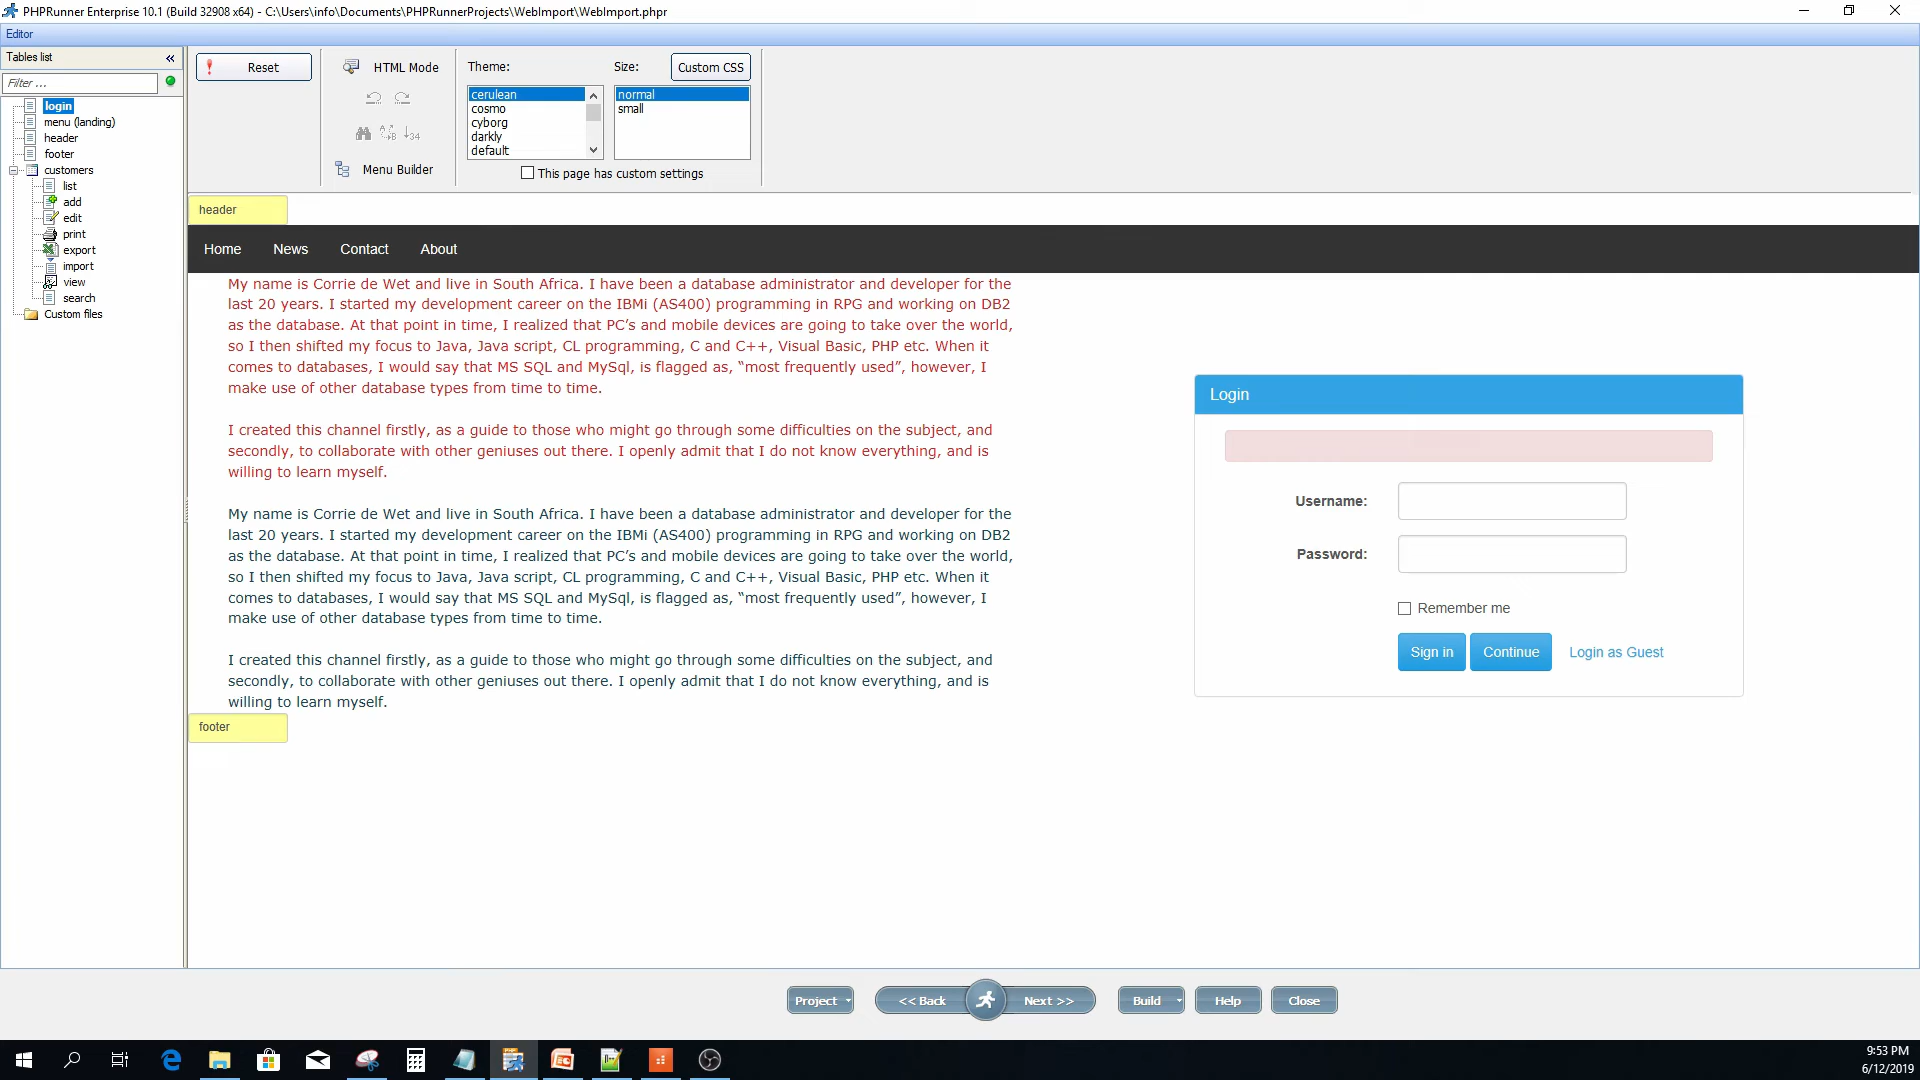 PHPRunner Enterprise 10.1 (Build 32908 x64) - C:\Users\info\Documents\PHPRunnerProjects\WebImport\WebImport.phpr
Editor
Tables list «
Filter ...
login
menu (landing)
header
footer
customers
list
add
edit
print
export
import
view
search
Custom files
Reset
HTML Mode
Menu Builder
Theme:
cerulean
cosmo
cyborg
darkly
default
Size:
Custom CSS
normal
small
This page has custom settings
header
Home News Contact About
My name is Corrie de Wet and live in South Africa. I have been a database administrator and developer for the
last 20 years. I started my development career on the IBMi (AS400) programming in RPG and working on DB2
as the database. At that point in time, I realized that PC’s and mobile devices are going to take over the world,
so I then shifted my focus to Java, Java script, CL programming, C and C++, Visual Basic, PHP etc. When it
comes to databases, I would say that MS SQL and MySql, is flagged as, “most frequently used”, however, I
make use of other database types from time to time.
I created this channel firstly, as a guide to those who might go through some difficulties on the subject, and
secondly, to collaborate with other geniuses out there. I openly admit that I do not know everything, and is
willing to learn myself.
My name is Corrie de Wet and live in South Africa. I have been a database administrator and developer for the
last 20 years. I started my development career on the IBMi (AS400) programming in RPG and working on DB2
as the database. At that point in time, I realized that PC’s and mobile devices are going to take over the world,
so I then shifted my focus to Java, Java script, CL programming, C and C++, Visual Basic, PHP etc. When it
comes to databases, I would say that MS SQL and MySql, is flagged as, “most frequently used”, however, I
make use of other database types from time to time.
I created this channel firstly, as a guide to those who might go through some difficulties on the subject, and
secondly, to collaborate with other geniuses out there. I openly admit that I do not know everything, and is
willing to learn myself.
footer
Login
Username:
Password:
Remember me
Sign in Continue Login as Guest
Project << Back Next >> Build Help Close
9:53 PM
6/12/2019